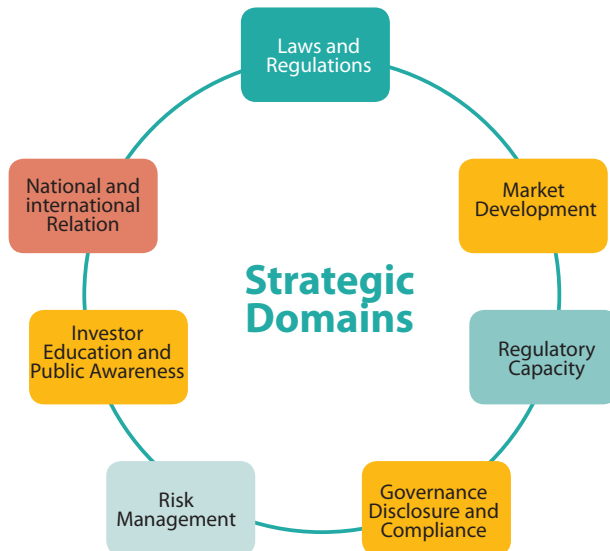 Laws and
Regulations
National and
international
Relation
Market
Development
Strategic
Domains
Investor
Education and
Public Awareness
Regulatory
Capacity
Risk
Management
Governance
Disclosure and
Compliance